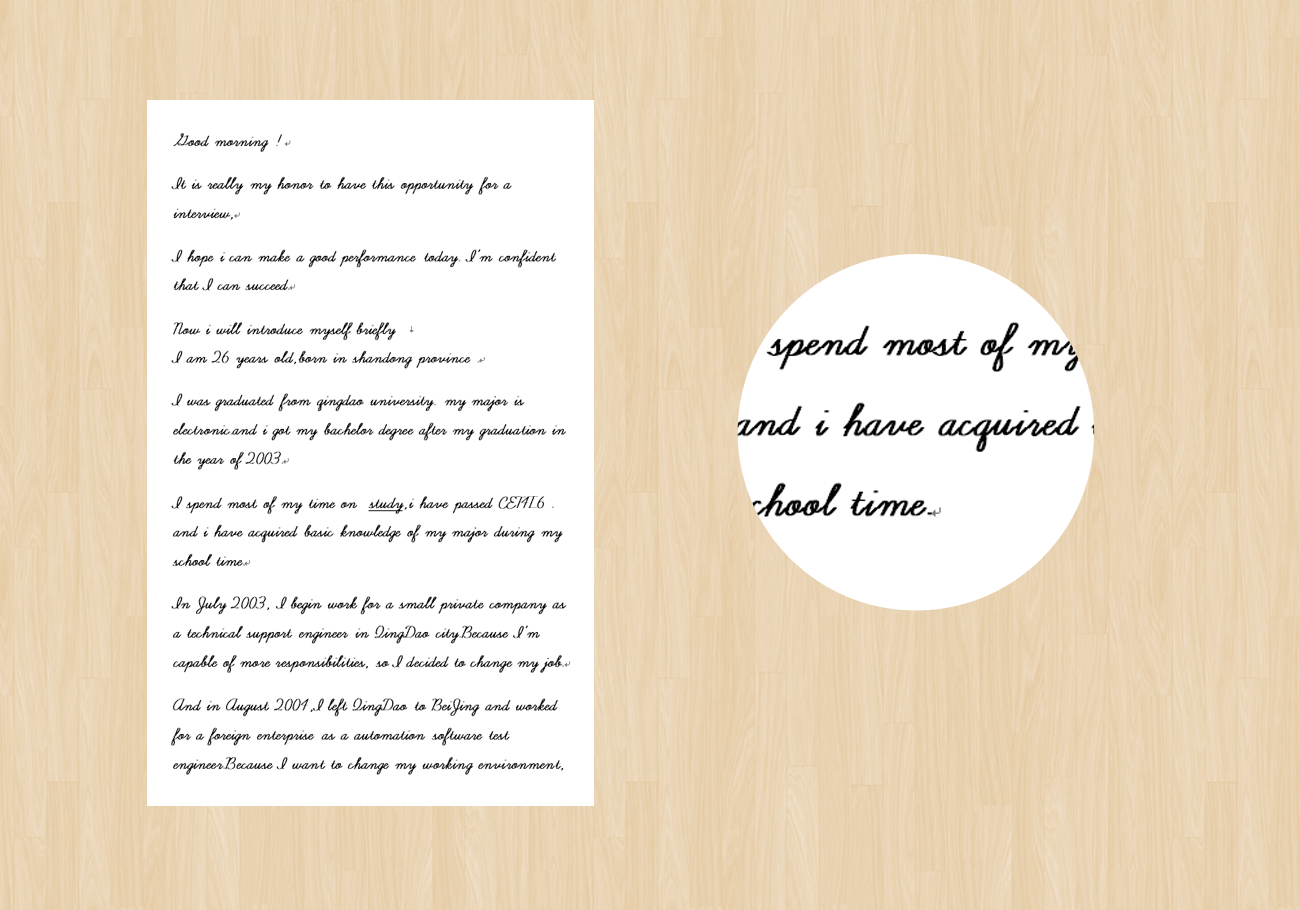 Good morning !
It is really my honor to have this opportunity for a
interview,
I hope i can make a good performance today. I'm confident
that I can succeed.
Now i will introduce myself briefly
I am 26 years old,born in shandong province
I was graduated from qingdao university. my major is
electronic.and i got my bachelor degree after my graduation in
the year of 2003.
I spend most of my time on study,i have passed CET4.6 .
and i have acquired basic knowledge of my major during my
school time.
In July 2003, I begin work for a small private company as
a technical support engineer in QingDao city.Because I'm
capable of more responsibilities, so I decided to change my job.
And in August 2004,I left QingDao to BeiJing and worked
for a foreign enterprise as a automation software test
engineer.Because I want to change my working environment,
spend most of my
and i have acquired
chool time.